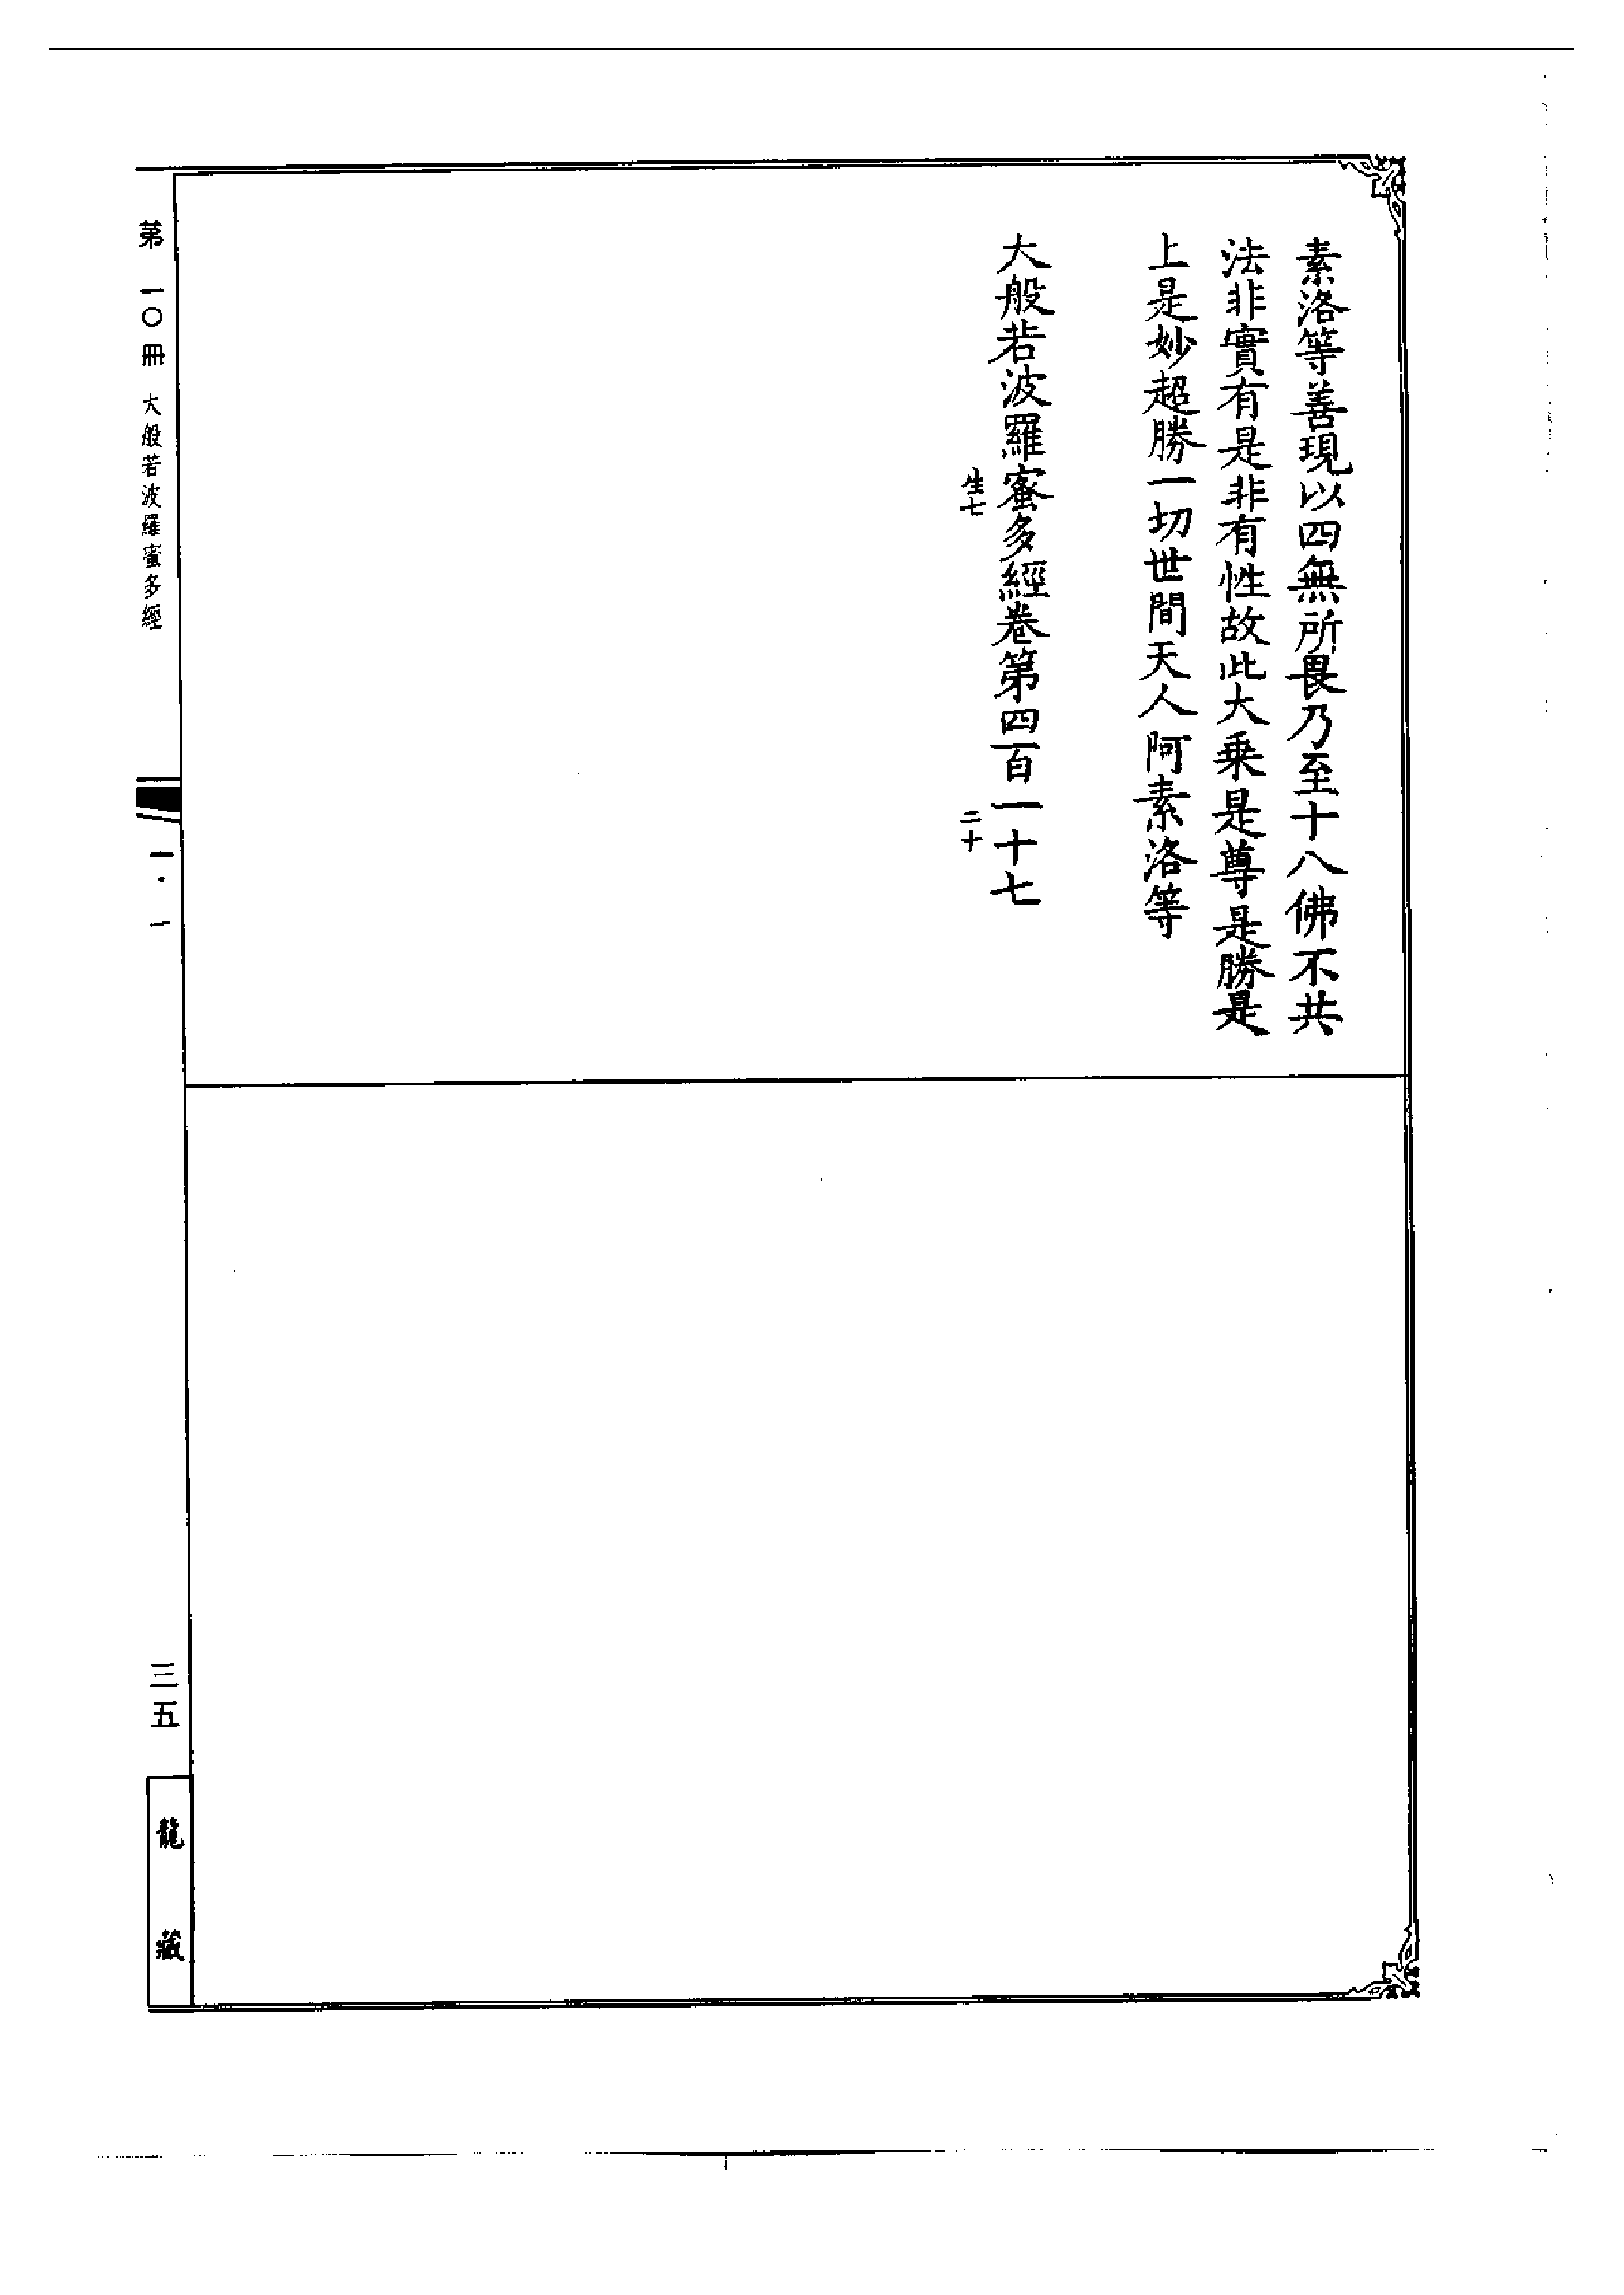 素洛等善現以四無所畏乃至十八佛不共
法非實有是非有性故此大乗是尊是勝是
上是妙超勝一切世間天人阿素洛等
大般若波羅蜜多經卷第四百一十七
生七 二十
第一〇冊 大般若波羅蜜多經
一·一
三五
龍藏